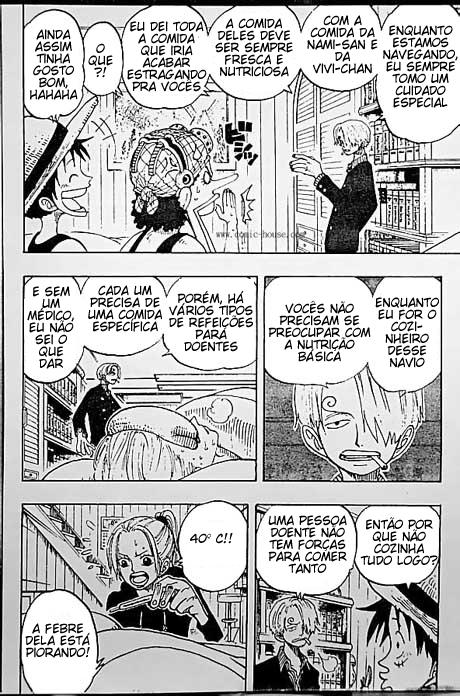 ENQUANTO
ESTAMOS
NAVEGANDO,
EU SEMPRE
TOMO UM
CUIDADO
ESPECIAL
COM A
COMIDA DA
NAMI-SAN E
DA
VIVI-CHAN
A COMIDA
DELES DEVE
SER SEMPRE
FRESCA E
NUTRICIOSA
EU DEI TODA
A COMIDA
QUE IRIA
ACABAR
ESTRAGANDO
PRA VOCÊS
O
QUE
?!
AINDA
ASSIM
TINHA
GOSTO
BOM,
HAHAHA
www.comic-house.org
ENQUANTO
EU FOR O
COZI-
NHEIRO
DESSE
NAVIO
VOCÊS NÃO
PRECISAM SE
PREOCUPAR COM
A NUTRIÇÃO
BÁSICA
PORÉM, HÁ
VÁRIOS TIPOS
DE REFEIÇÕES
PARA
DOENTES
CADA UM
PRECISA DE
UMA COMIDA
ESPECÍFICA
E SEM
UM
MÉDICO,
EU NÃO
SEI O
QUE
DAR
ENTÃO POR
QUE NÃO
COZINHA
TUDO LOGO?
UMA PESSOA
DOENTE NÃO
TEM FORÇAS
PARA COMER
TANTO
40º C!!
A FEBRE
DELA ESTÁ
PIORANDO!